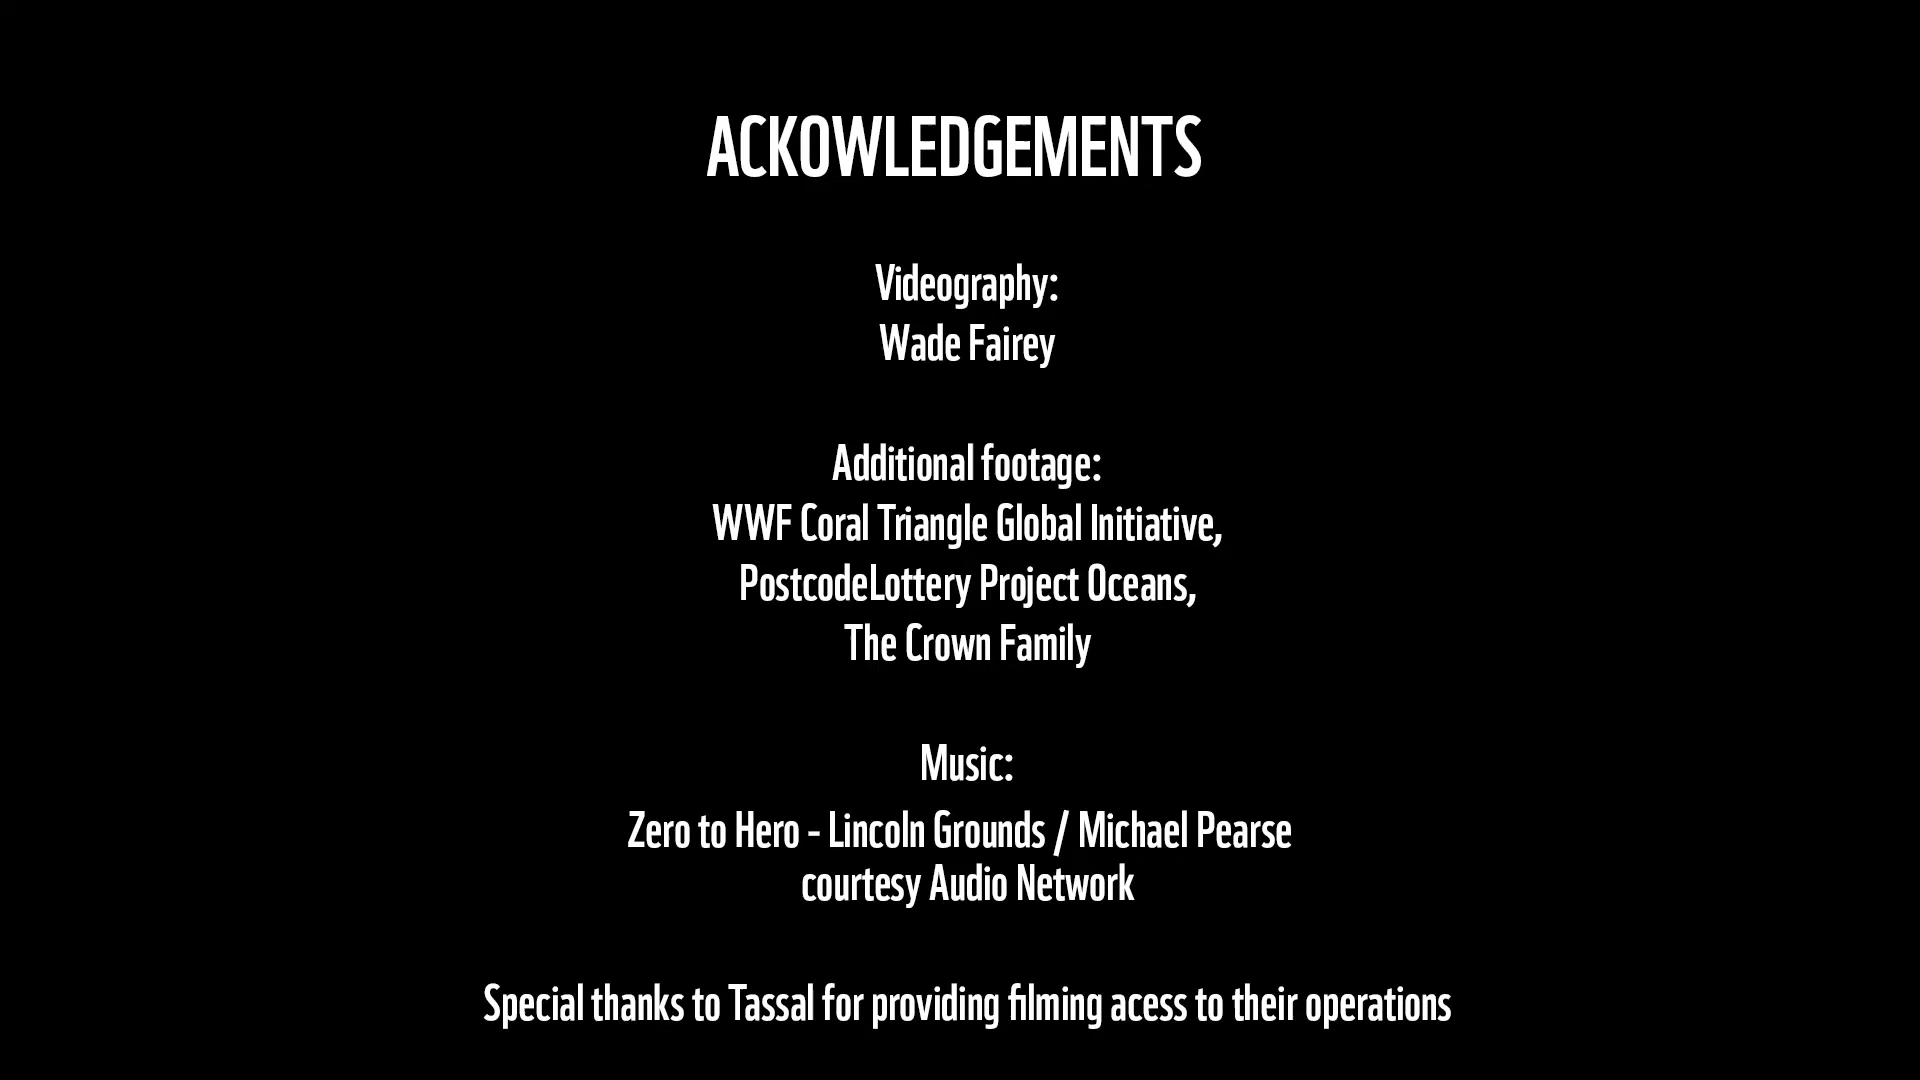 ACKOWLEDGEMENTS
Videography:
Wade Fairey
Additional footage:
WWF Coral Triangle Global Initiative,
PostcodeLottery Project Oceans,
The Crown Family
Music:
Zero to Hero - Lincoln Grounds / Michael Pearse
courtesy Audio Network
Special thanks to Tassal for providing filming acess to their operations